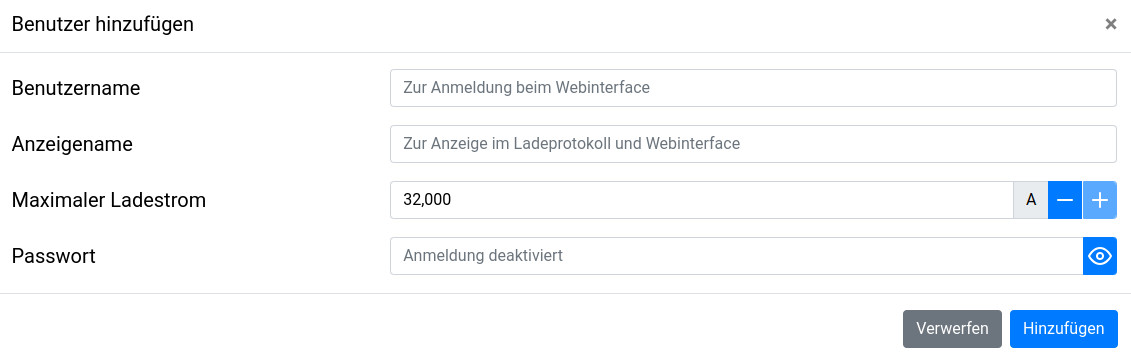 Benutzer hinzufügen ×
Benutzername Zur Anmeldung beim Webinterface
Anzeigename Zur Anzeige im Ladeprotokoll und Webinterface
Maximaler Ladestrom 32,000 A
Passwort Anmeldung deaktiviert
Verwerfen Hinzufügen